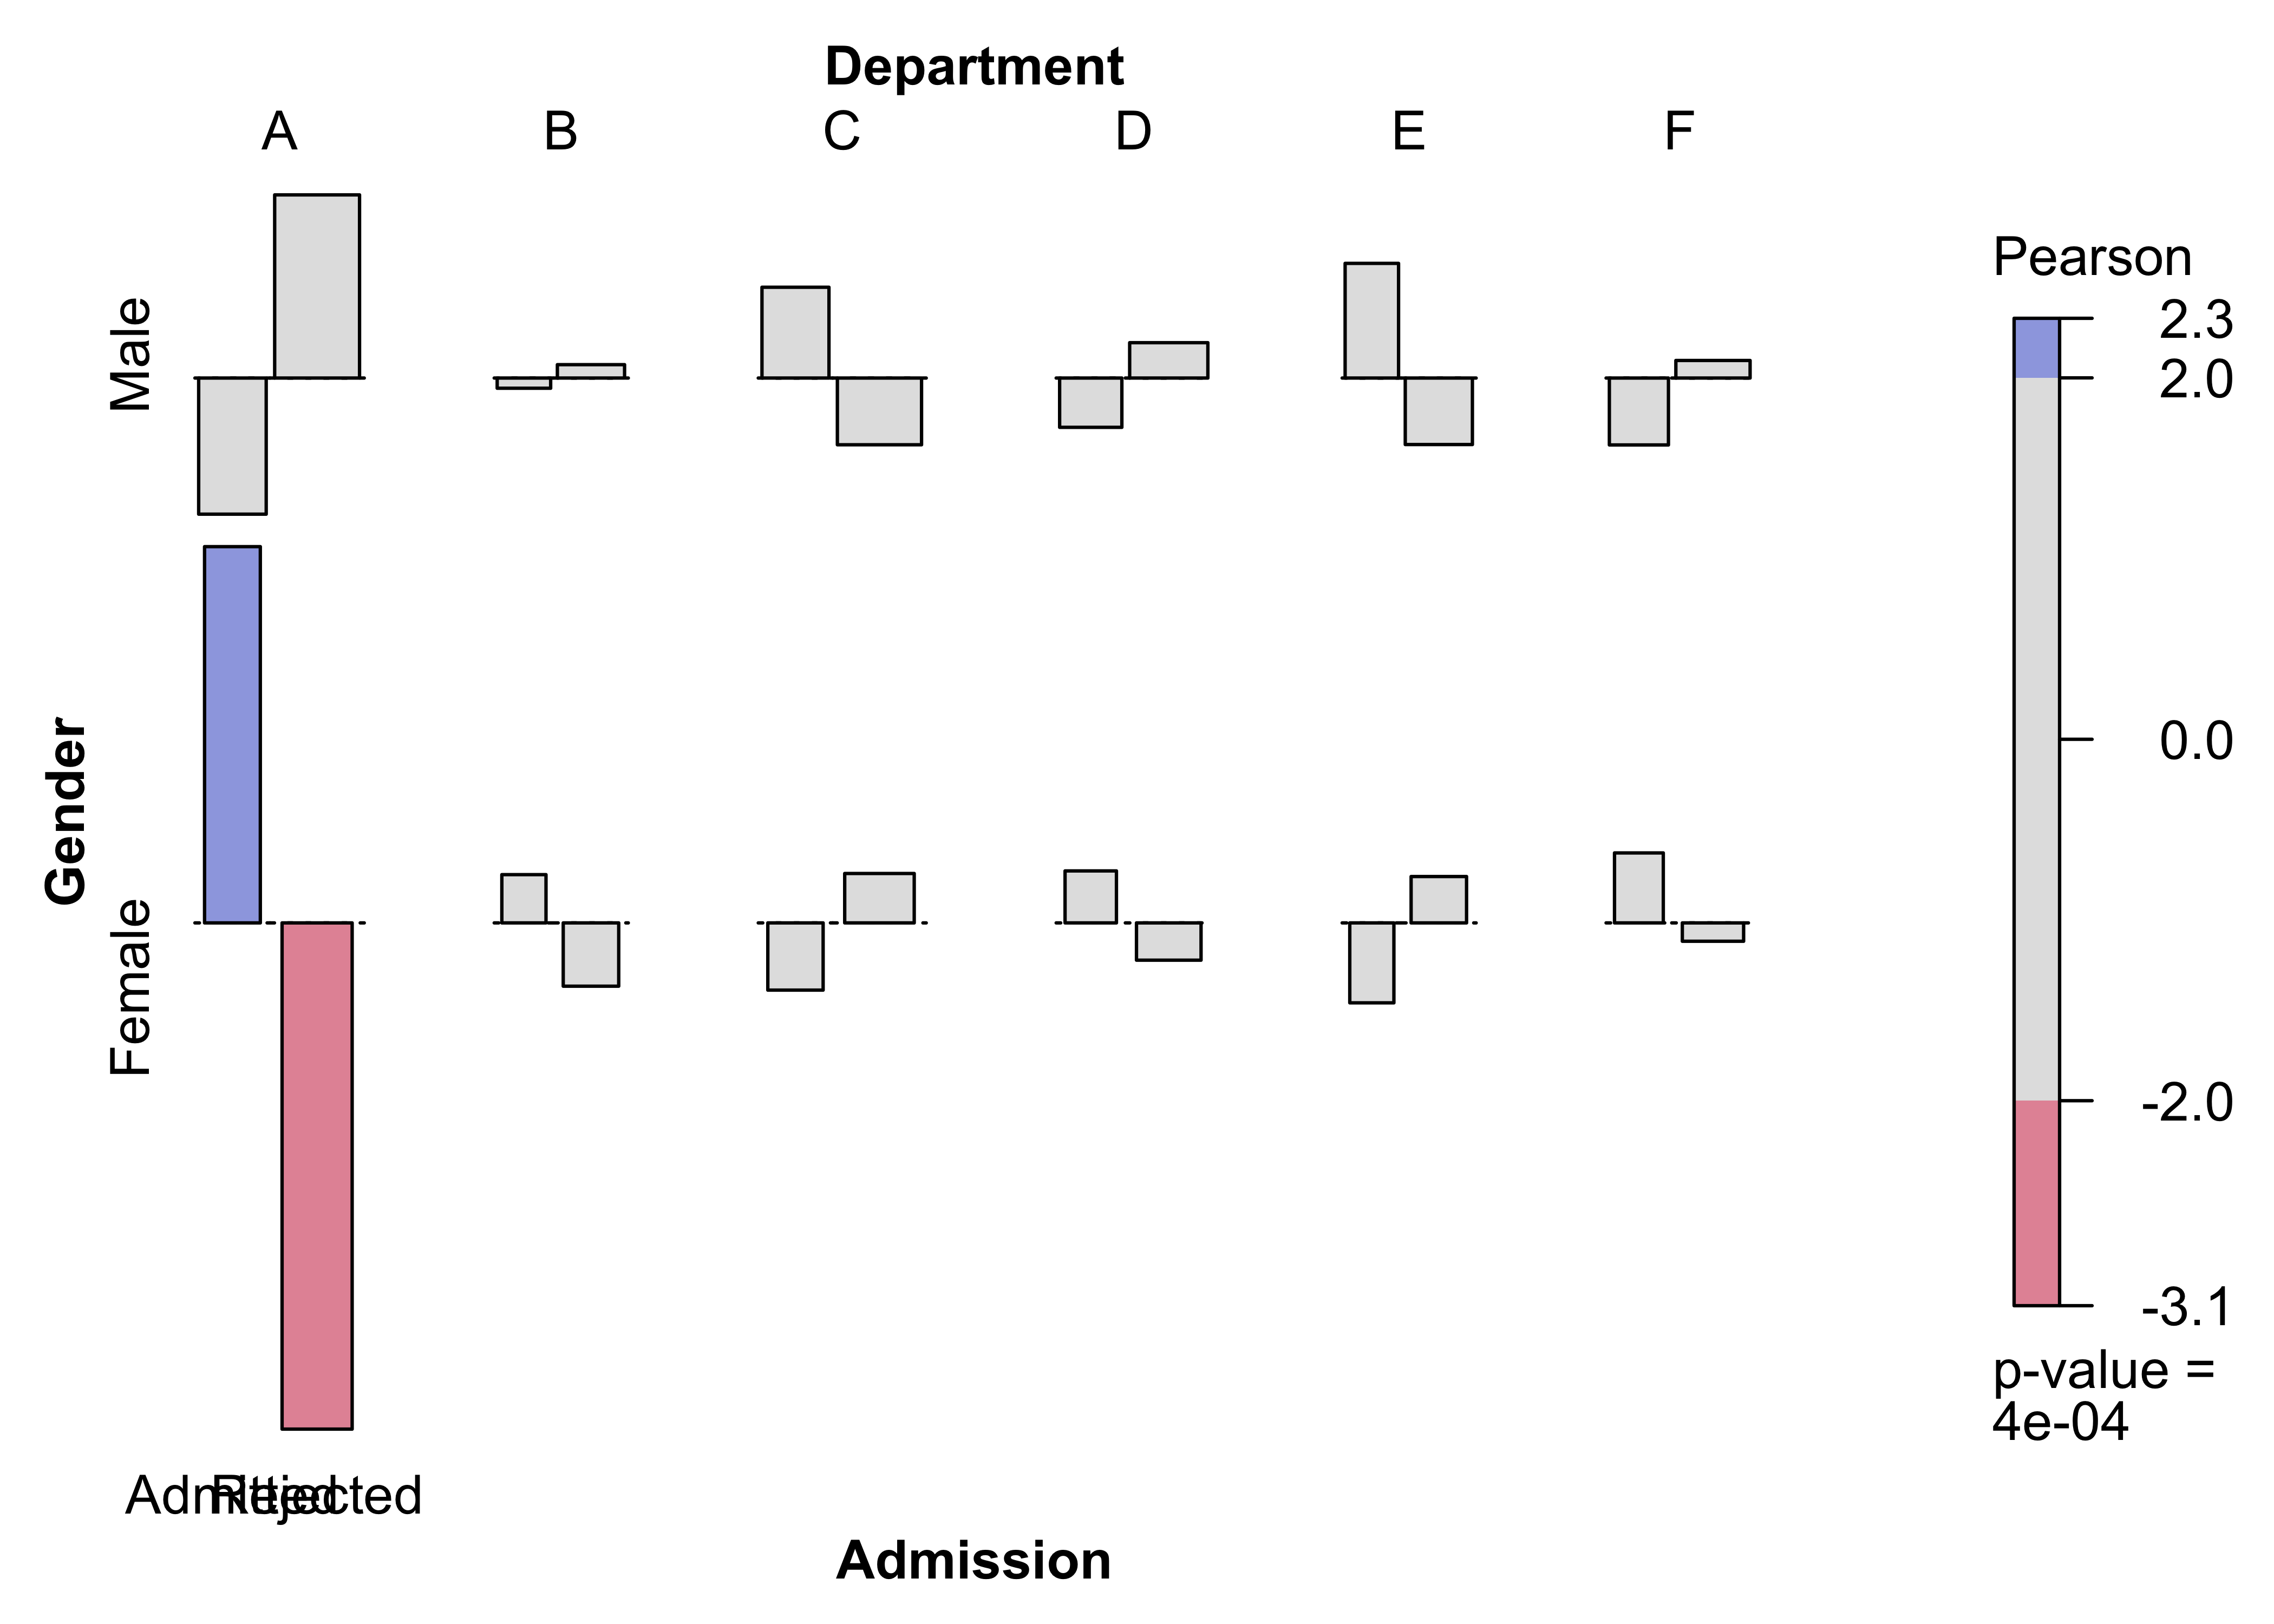 Department
A B C D E F
Gender
Male
Female
Admitted
Rejected
Admission
Pearson
2.3
2.0
0.0
-2.0
-3.1
p-value =
4e-04